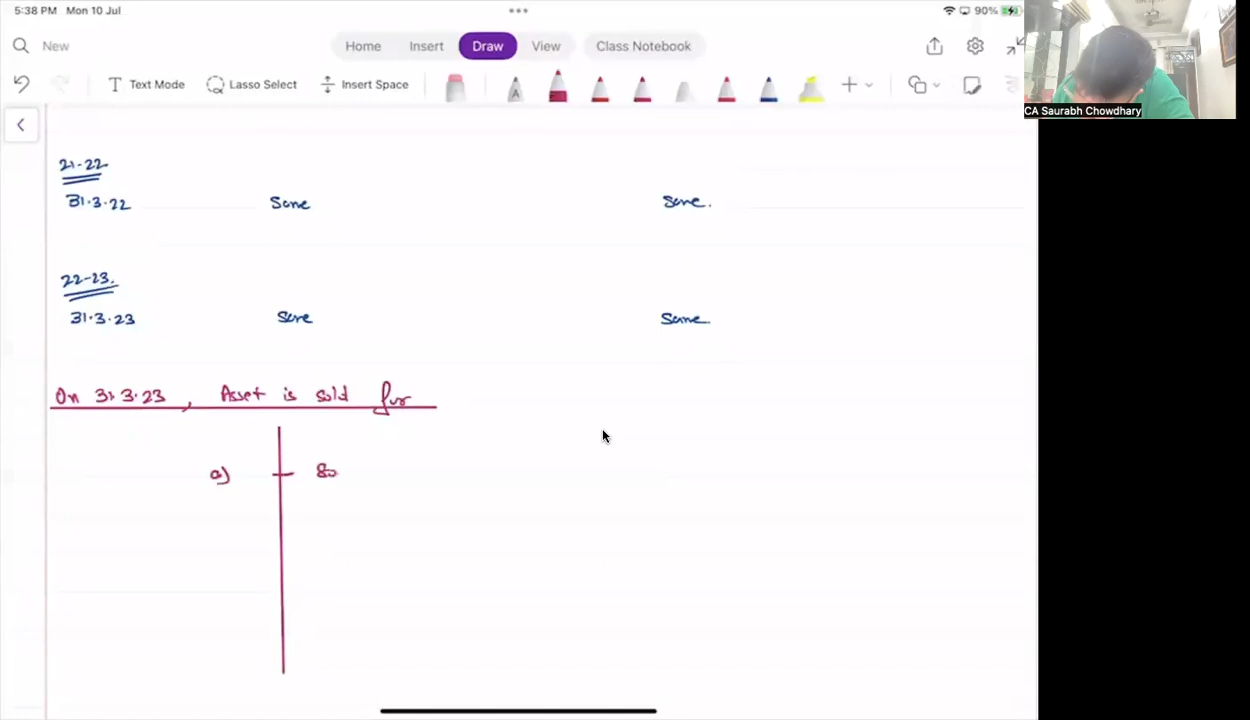 5:38 PM Mon 10 Jul
90%
New
Home Insert Draw View Class Notebook
Text Mode Lasso Select Insert Space
A
CA Saurabh Chowdhary
21-22
31.3.22 Same Same.
22-23.
31.3.23 Same Same.
On 31.3.23, Asset is sold for
a) 80